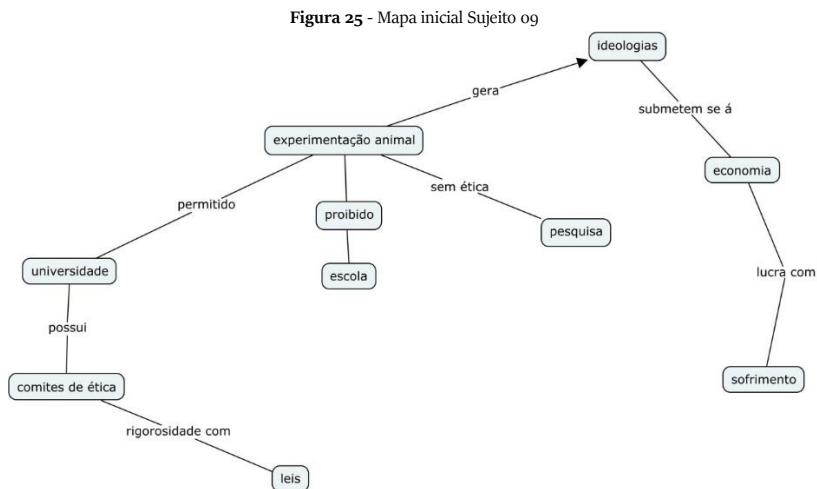 Figura 25 - Mapa inicial Sujeito 09
ideologias
gera
submetem se á
experimentação animal
economia
sem ética
permitido
proibido
pesquisa
universidade
escola
lucra com
possui
sofrimento
comites de ética
rigorosidade com
leis